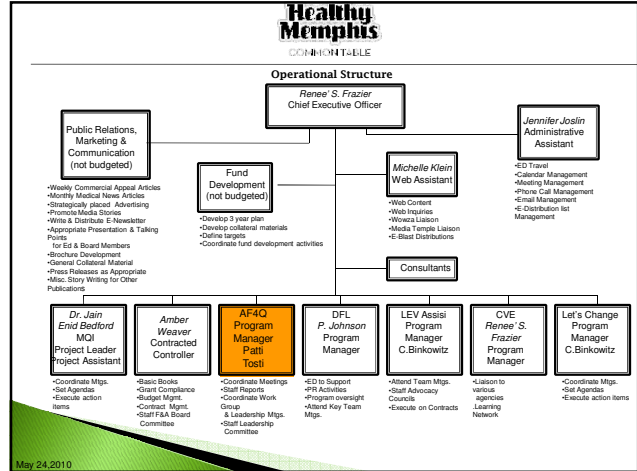 Healthy
Memphis
COMMON TABLE
Operational Structure
Renee' S. Frazier
Chief Executive Officer
Public Relations,
Marketing &
Communication
(not budgeted)
•Weekly Commercial Appeal Articles
•Monthly Medical News Articles
•Strategically placed Advertising
•Promote Media Stories
•Write & Distribute E-Newsletter
•Appropriate Presentation & Talking
Points
for Ed & Board Members
•Brochure Development
•General Collateral Material
•Press Releases as Appropriate
•Misc. Story Writing for Other
Publications
Fund
Development
(not budgeted)
•Develop 3 year plan
•Develop collateral materials
•Define targets
•Coordinate fund development activities
Michelle Klein
Web Assistant
•Web Content
•Web Inquiries
•Wowza Liaison
•Media Temple Liaison
•E-Blast Distributions
Jennifer Joslin
Administrative
Assistant
•ED Travel
•Calendar Management
•Meeting Management
•Phone Call Management
•Email Management
•E-Distribution list
Management
Consultants
Dr. Jain
Enid Bedford
MQI
Project Leader
Project Assistant
•Coordinate Mtgs.
•Set Agendas
•Execute action
items
Amber
Weaver
Contracted
Controller
•Basic Books
•Grant Compliance
•Budget Mgmt.
•Contract Mgmt.
•Staff F&A Board
Committee
AF4Q
Program
Manager
Patti
Tosti
•Coordinate Meetings
•Staff Reports
•Coordinate Work
Group
& Leadership Mtgs.
•Staff Leadership
Committee
DFL
P. Johnson
Program
Manager
•ED to Support
•PR Activities
•Program oversight
•Attend Key Team
Mtgs.
LEV Assisi
Program
Manager
C.Binkowitz
•Attend Team Mtgs.
•Staff Advocacy
Councils
•Execute on Contracts
CVE
Renee' S.
Frazier
Program
Manager
•Liaison to
various
agencies
.Learning
Network
Let's Change
Program
Manager
C.Binkowitz
•Coordinate Mtgs.
•Set Agendas
•Execute action items
May 24,2010